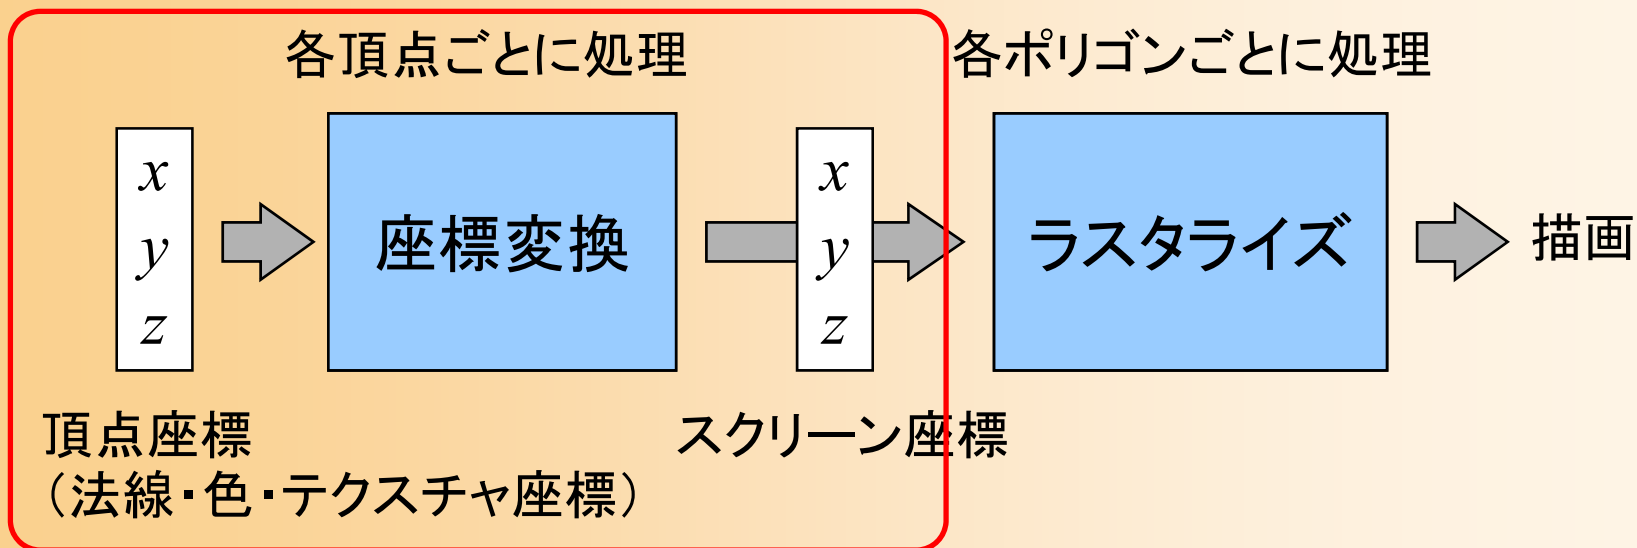 各頂点ごとに処理
各ポリゴンごとに処理
x
y
z
座標変換
x
y
z
ラスタライズ
描画
頂点座標
（法線・色・テクスチャ座標）
スクリーン座標